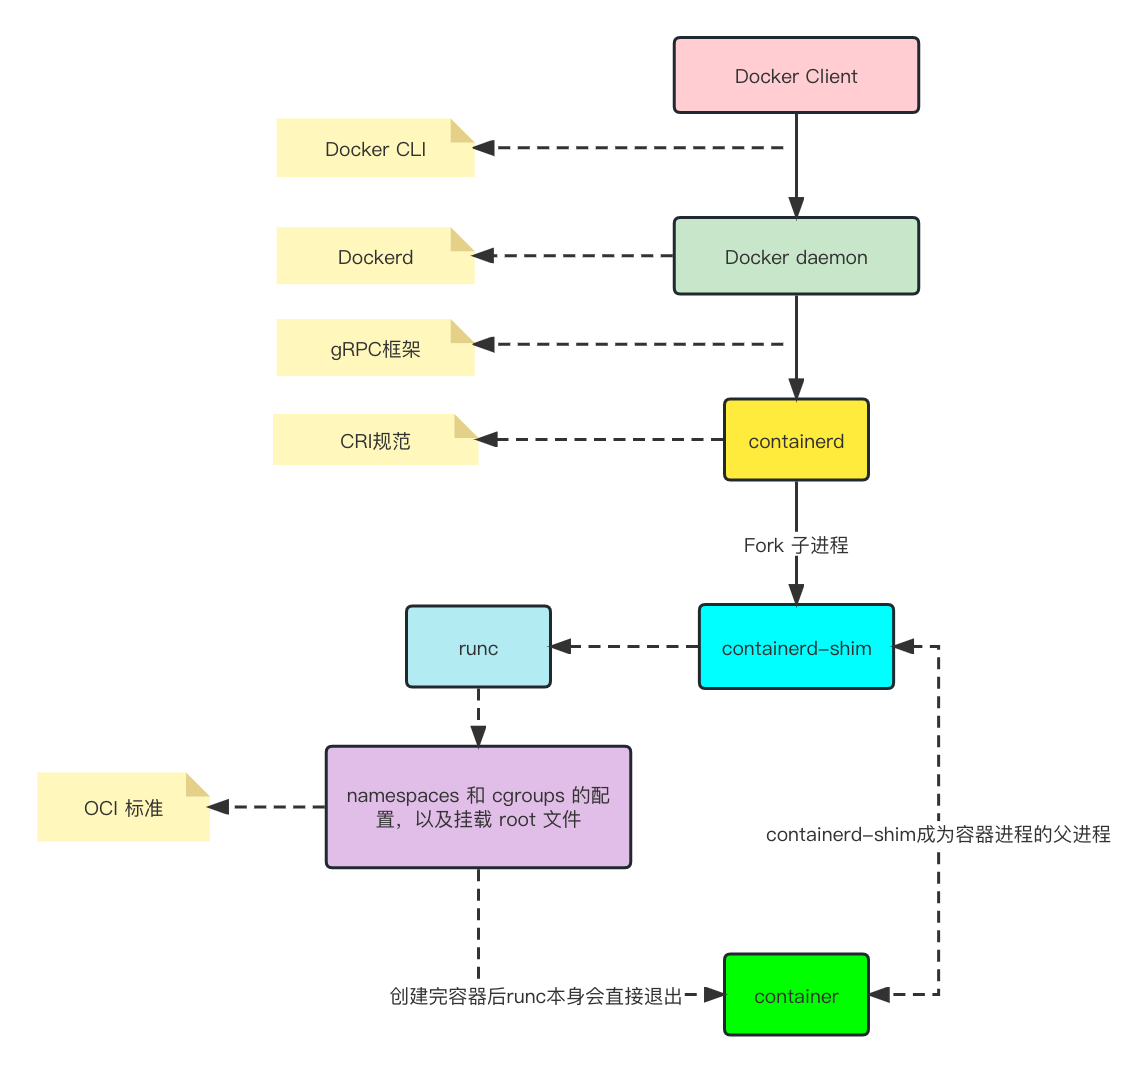 Docker Client
Docker CLI
Dockerd
Docker daemon
gRPC框架
CRI规范
containerd
Fork 子进程
runc
containerd-shim
namespaces 和 cgroups 的配
置，以及挂载 root 文件
OCI 标准
containerd-shim成为容器进程的父进程
创建完容器后runc本身会直接退出
container